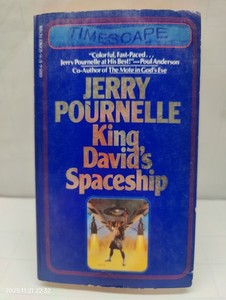 TIMESCAPE
"Colorful, Fast-Paced...
Jerry Pournelle at His Best!"—Poul Anderson
Co-Author of The Mote in God's Eye
JERRY
POURNELLE
King
David's
Spaceship